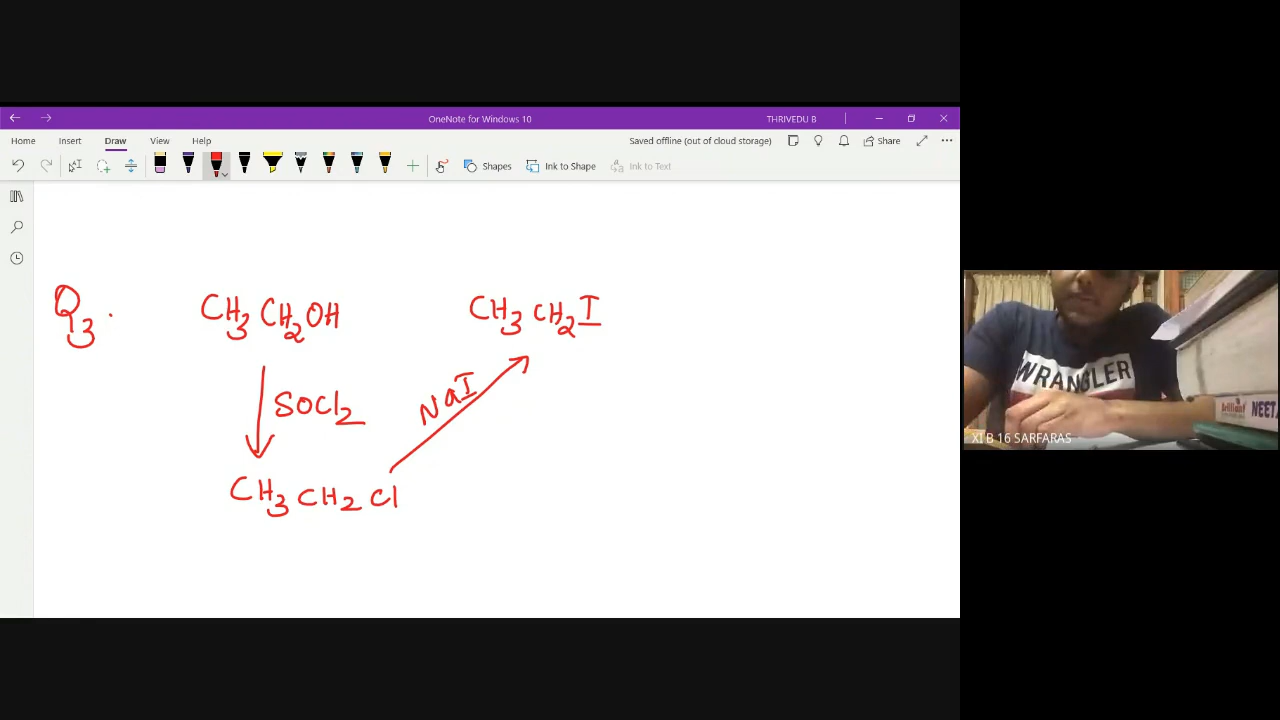 OneNote for Windows 10
THRIVEDU B
Home Insert Draw View Help
Saved offline (out of cloud storage)
Share
Shapes
Ink to Shape
Ink to Text
Q3. CH3CH2OH CH3CH2I
SOCl2
NaI
CH3CH2Cl
WRANGLER
Brilliant
NEET
XI B 16 SARFARAS